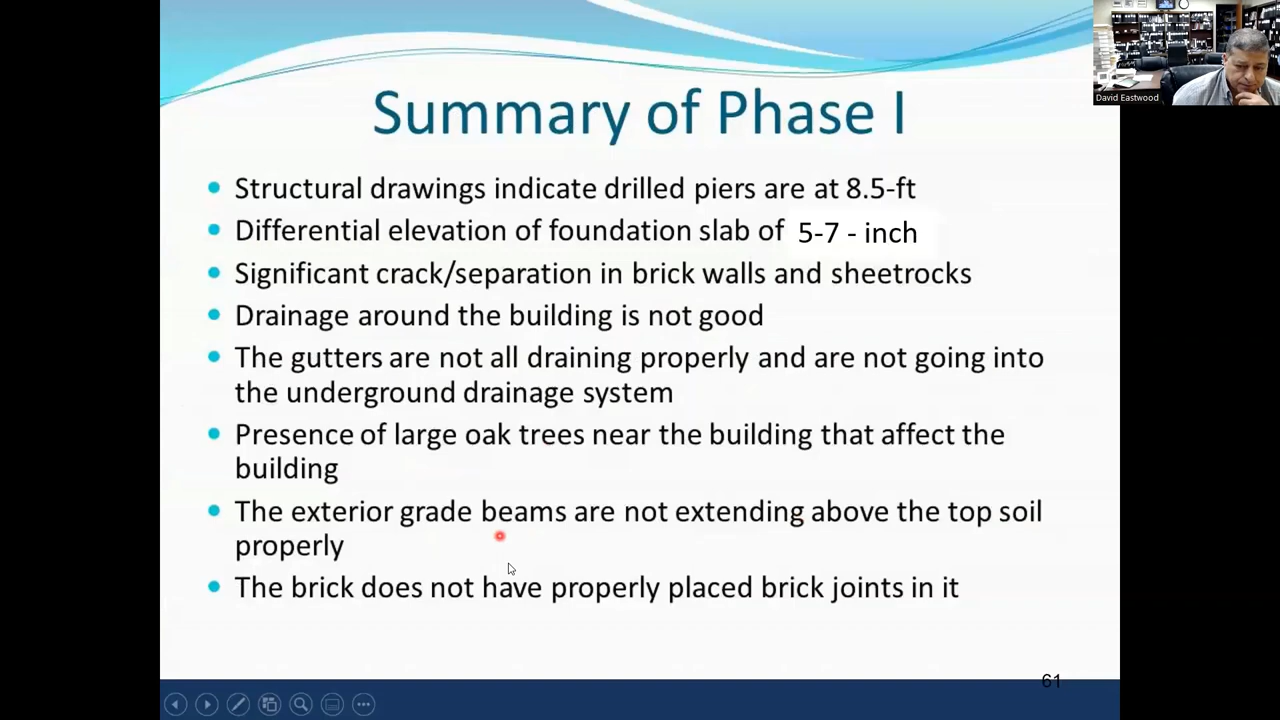 David Eastwood
Summary of Phase I
Structural drawings indicate drilled piers are at 8.5-ft
Differential elevation of foundation slab of 5-7 - inch
Significant crack/separation in brick walls and sheetrocks
Drainage around the building is not good
The gutters are not all draining properly and are not going into
the underground drainage system
Presence of large oak trees near the building that affect the
building
The exterior grade beams are not extending above the top soil
properly
The brick does not have properly placed brick joints in it
61